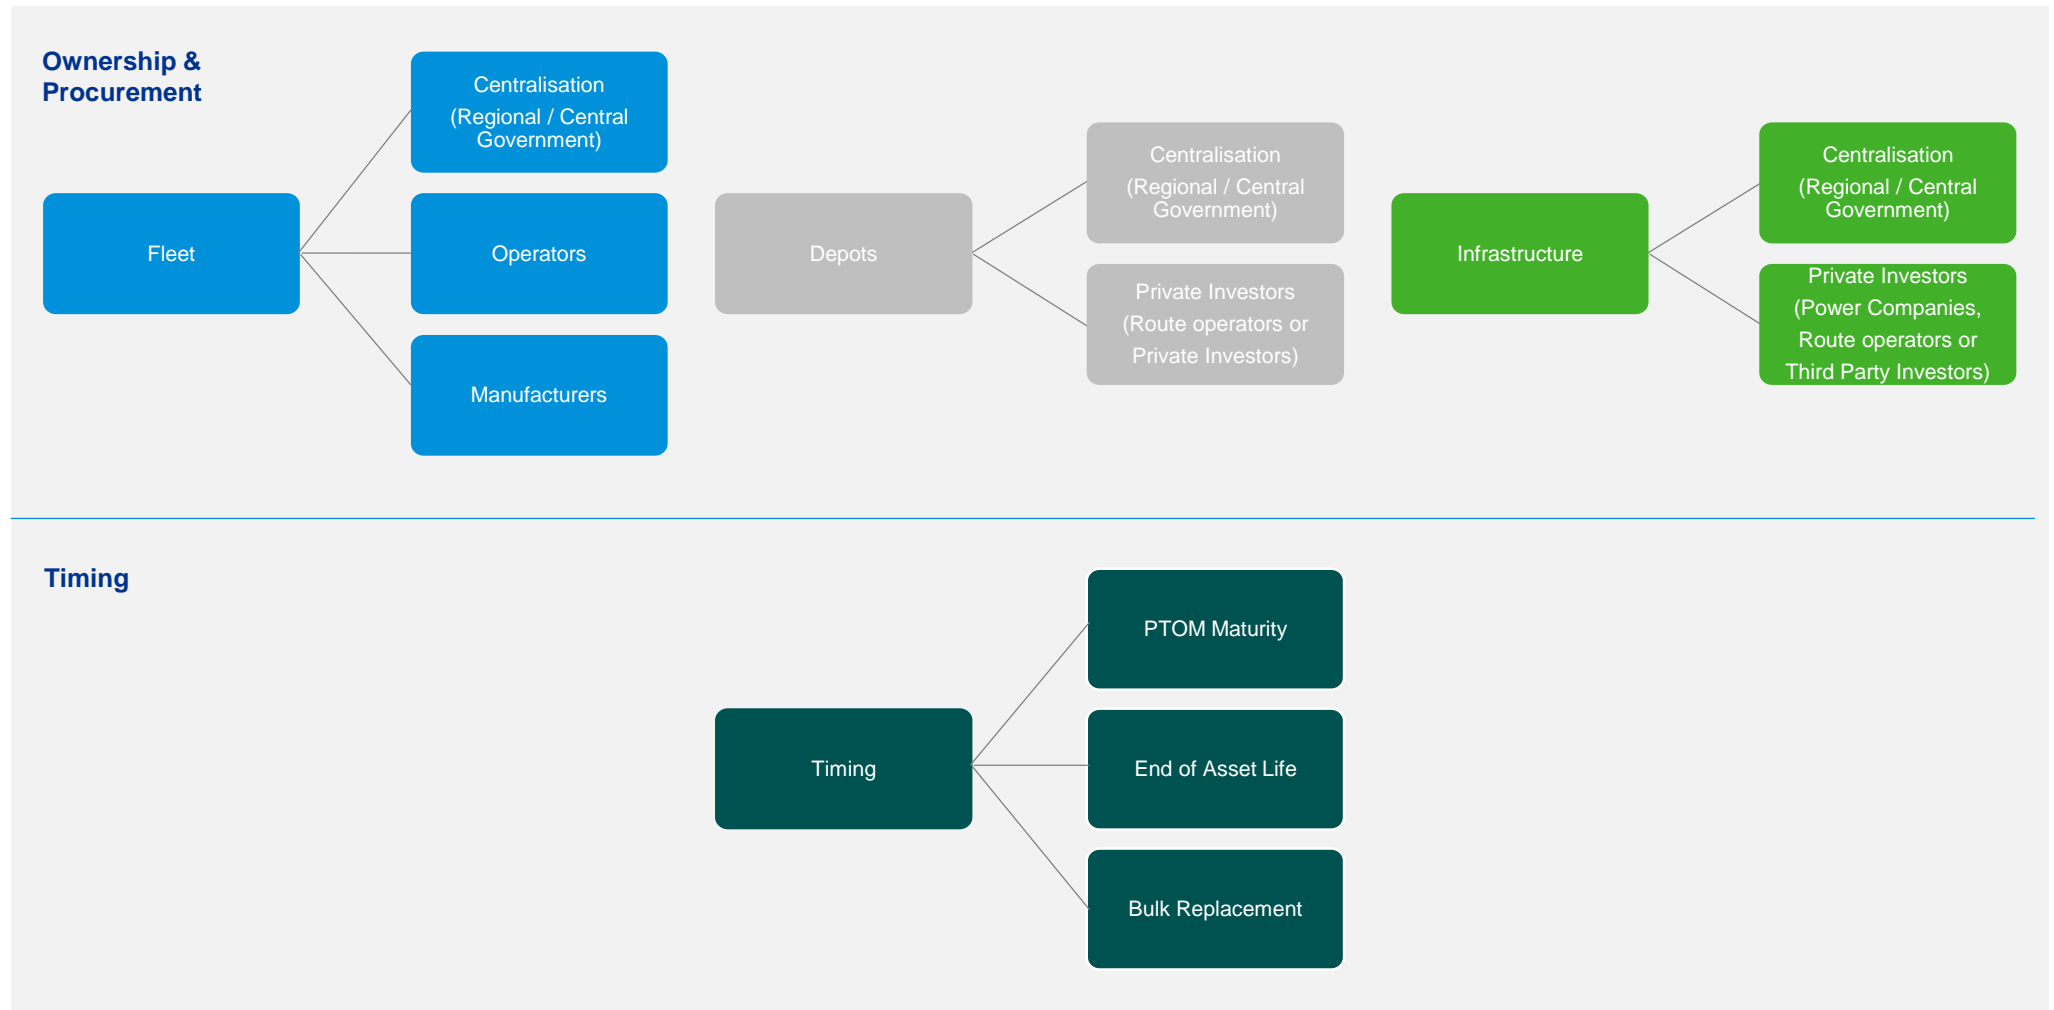 Ownership &
Procurement
Fleet
Centralisation
(Regional / Central
Government)
Operators
Manufacturers
Depots
Centralisation
(Regional / Central
Government)
Private Investors
(Route operators or
Private Investors)
Infrastructure
Centralisation
(Regional / Central
Government)
Private Investors
(Power Companies,
Route operators or
Third Party Investors)
Timing
Timing
PTOM Maturity
End of Asset Life
Bulk Replacement